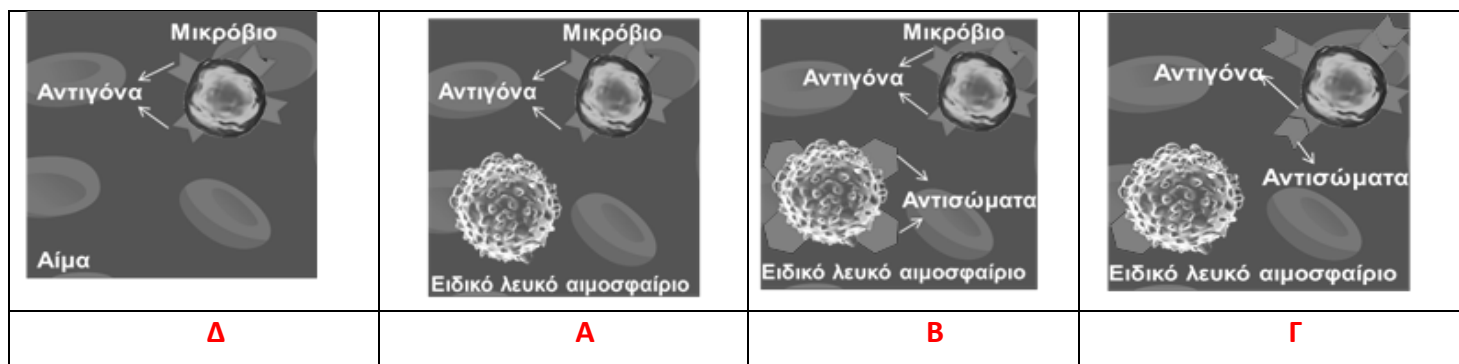 Μικρόβιο
Αντιγόνα
Αίμα
Μικρόβιο
Αντιγόνα
Ειδικό λευκό αιμοσφαίριο
Μικρόβιο
Αντιγόνα
Αντισώματα
Ειδικό λευκό αιμοσφαίριο
Αντιγόνα
Αντισώματα
Ειδικό λευκό αιμοσφαίριο
Δ
Α
Β
Γ